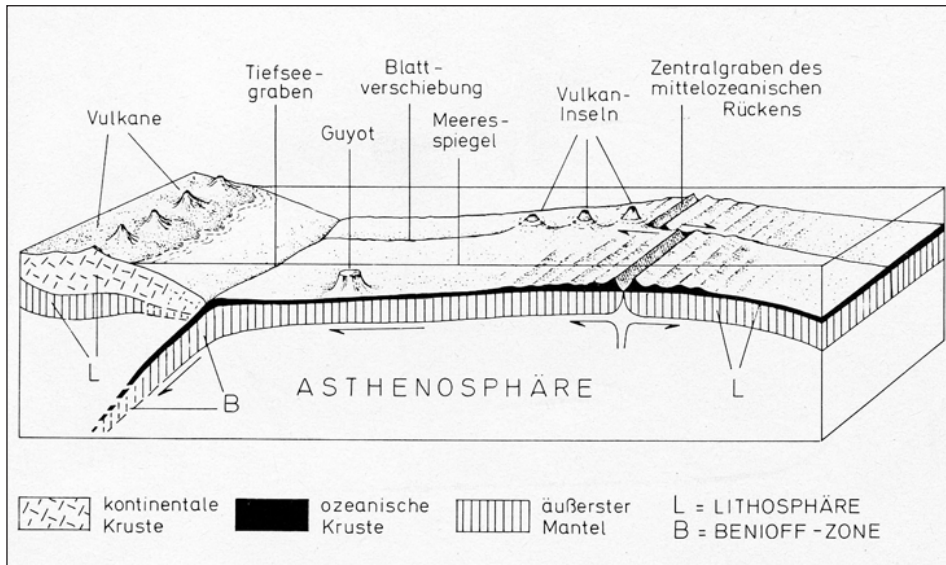 Tiefsee-
graben
Blatt-
verschiebung
Zentralgraben des
mittelozeanischen
Rückens
Vulkane
Guyot
Meeres-
spiegel
Vulkan-
Inseln
L
B
ASTHENOSPHÄRE
L
kontinentale
Kruste
ozeanische
Kruste
äußerster
Mantel
L = LITHOSPHÄRE
B = BENIOFF-ZONE